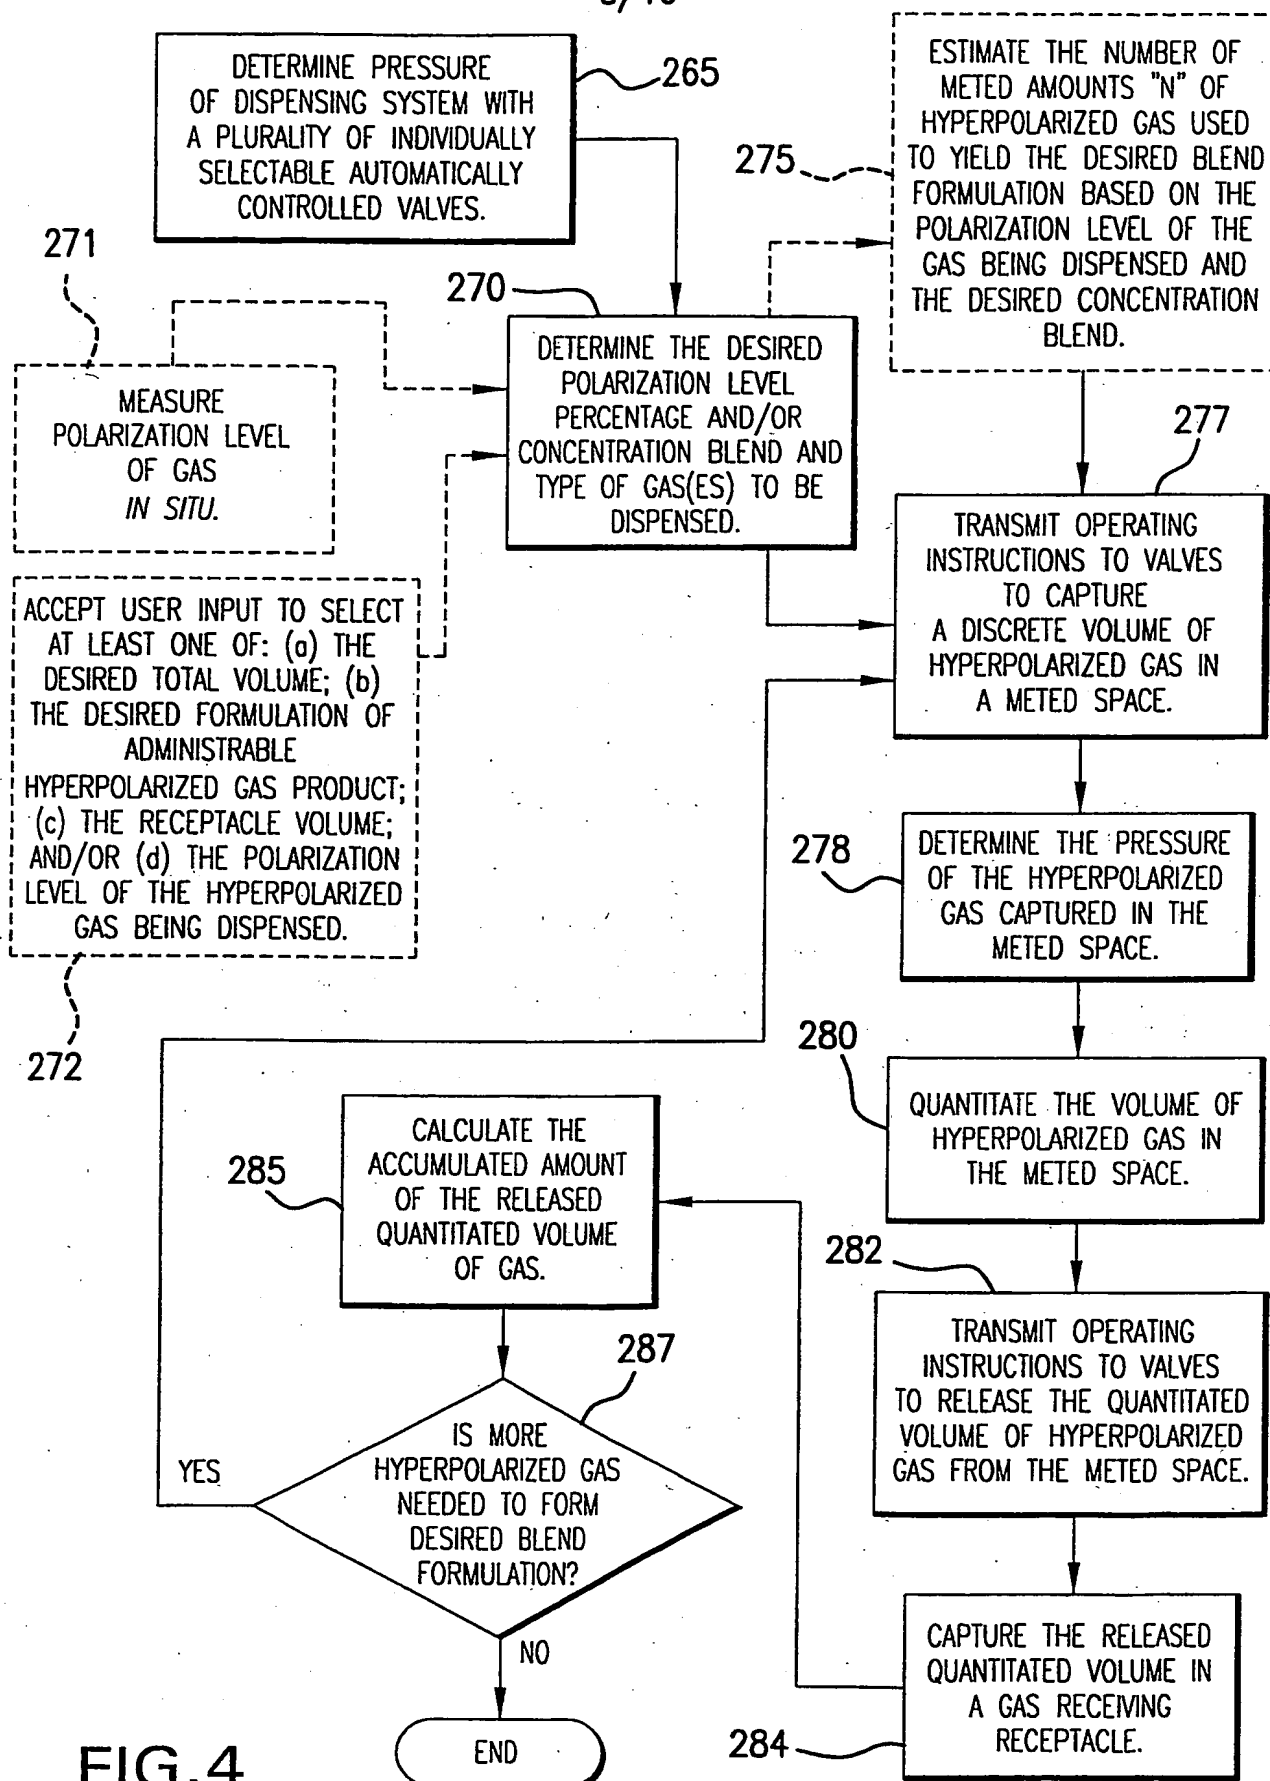 DETERMINE PRESSURE
OF DISPENSING SYSTEM WITH
A PLURALITY OF INDIVIDUALLY
SELECTABLE AUTOMATICALLY
CONTROLLED VALVES.
265
ESTIMATE THE NUMBER OF
METED AMOUNTS "N" OF
HYPERPOLARIZED GAS USED
TO YIELD THE DESIRED BLEND
FORMULATION BASED ON THE
POLARIZATION LEVEL OF THE
GAS BEING DISPENSED AND
THE DESIRED CONCENTRATION
BLEND.
275
271
MEASURE
POLARIZATION LEVEL
OF GAS
IN SITU.
270
DETERMINE THE DESIRED
POLARIZATION LEVEL
PERCENTAGE AND/OR
CONCENTRATION BLEND AND
TYPE OF GAS(ES) TO BE
DISPENSED.
277
TRANSMIT OPERATING
INSTRUCTIONS TO VALVES
TO CAPTURE
A DISCRETE VOLUME OF
HYPERPOLARIZED GAS IN
A METED SPACE.
ACCEPT USER INPUT TO SELECT
AT LEAST ONE OF: (a) THE
DESIRED TOTAL VOLUME; (b)
THE DESIRED FORMULATION OF
ADMINISTRABLE
HYPERPOLARIZED GAS PRODUCT;
(c) THE RECEPTACLE VOLUME;
AND/OR (d) THE POLARIZATION
LEVEL OF THE HYPERPOLARIZED
GAS BEING DISPENSED.
272
278
DETERMINE THE PRESSURE
OF THE HYPERPOLARIZED
GAS CAPTURED IN THE
METED SPACE.
280
QUANTITATE THE VOLUME OF
HYPERPOLARIZED GAS IN
THE METED SPACE.
282
TRANSMIT OPERATING
INSTRUCTIONS TO VALVES
TO RELEASE THE QUANTITATED
VOLUME OF HYPERPOLARIZED
GAS FROM THE METED SPACE.
284
CAPTURE THE RELEASED
QUANTITATED VOLUME IN
A GAS RECEIVING
RECEPTACLE.
285
CALCULATE THE
ACCUMULATED AMOUNT
OF THE RELEASED
QUANTITATED VOLUME
OF GAS.
287
IS MORE
HYPERPOLARIZED GAS
NEEDED TO FORM
DESIRED BLEND
FORMULATION?
YES
NO
END
FIG.4